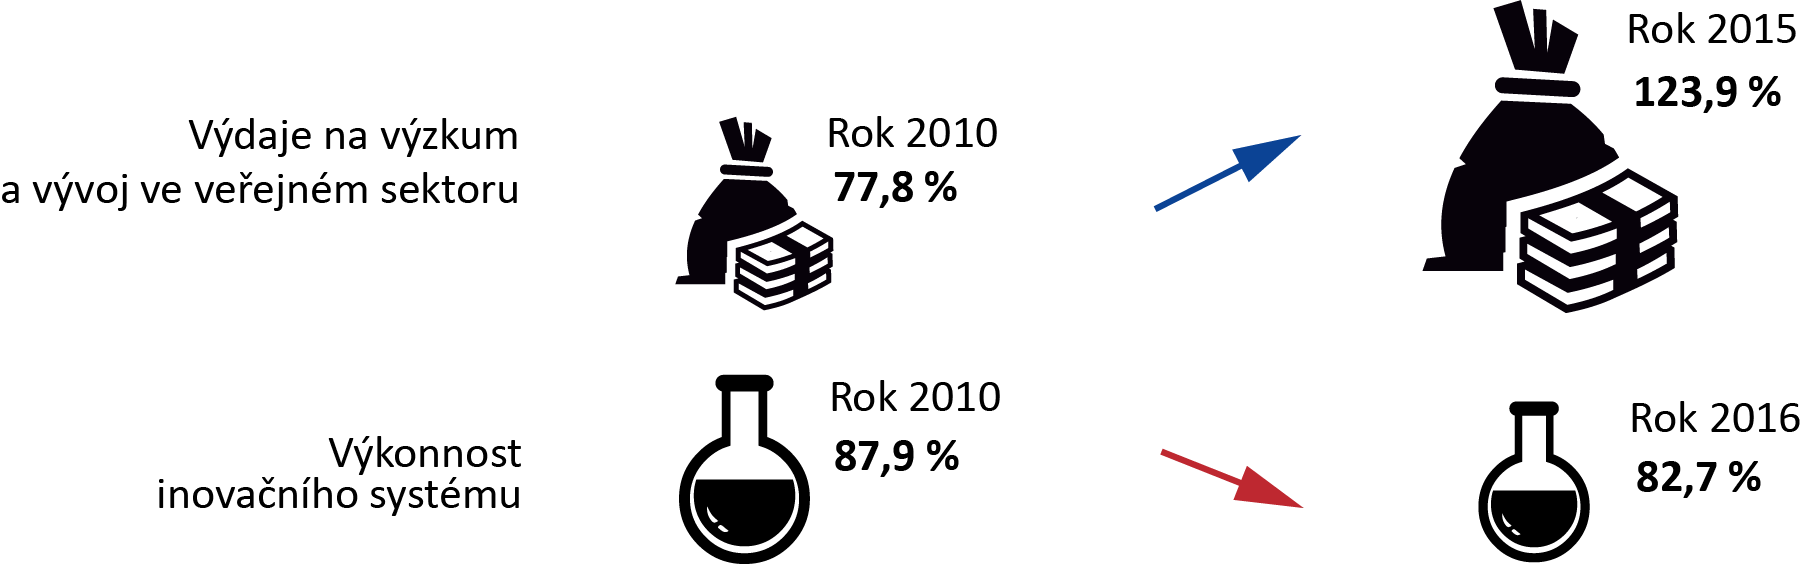 Výdaje na výzkum
a vývoj ve veřejném sektoru
Rok 2010
77,8 %
Rok 2015
123,9 %
Výkonnost
inovačního systému
Rok 2010
87,9 %
Rok 2016
82,7 %